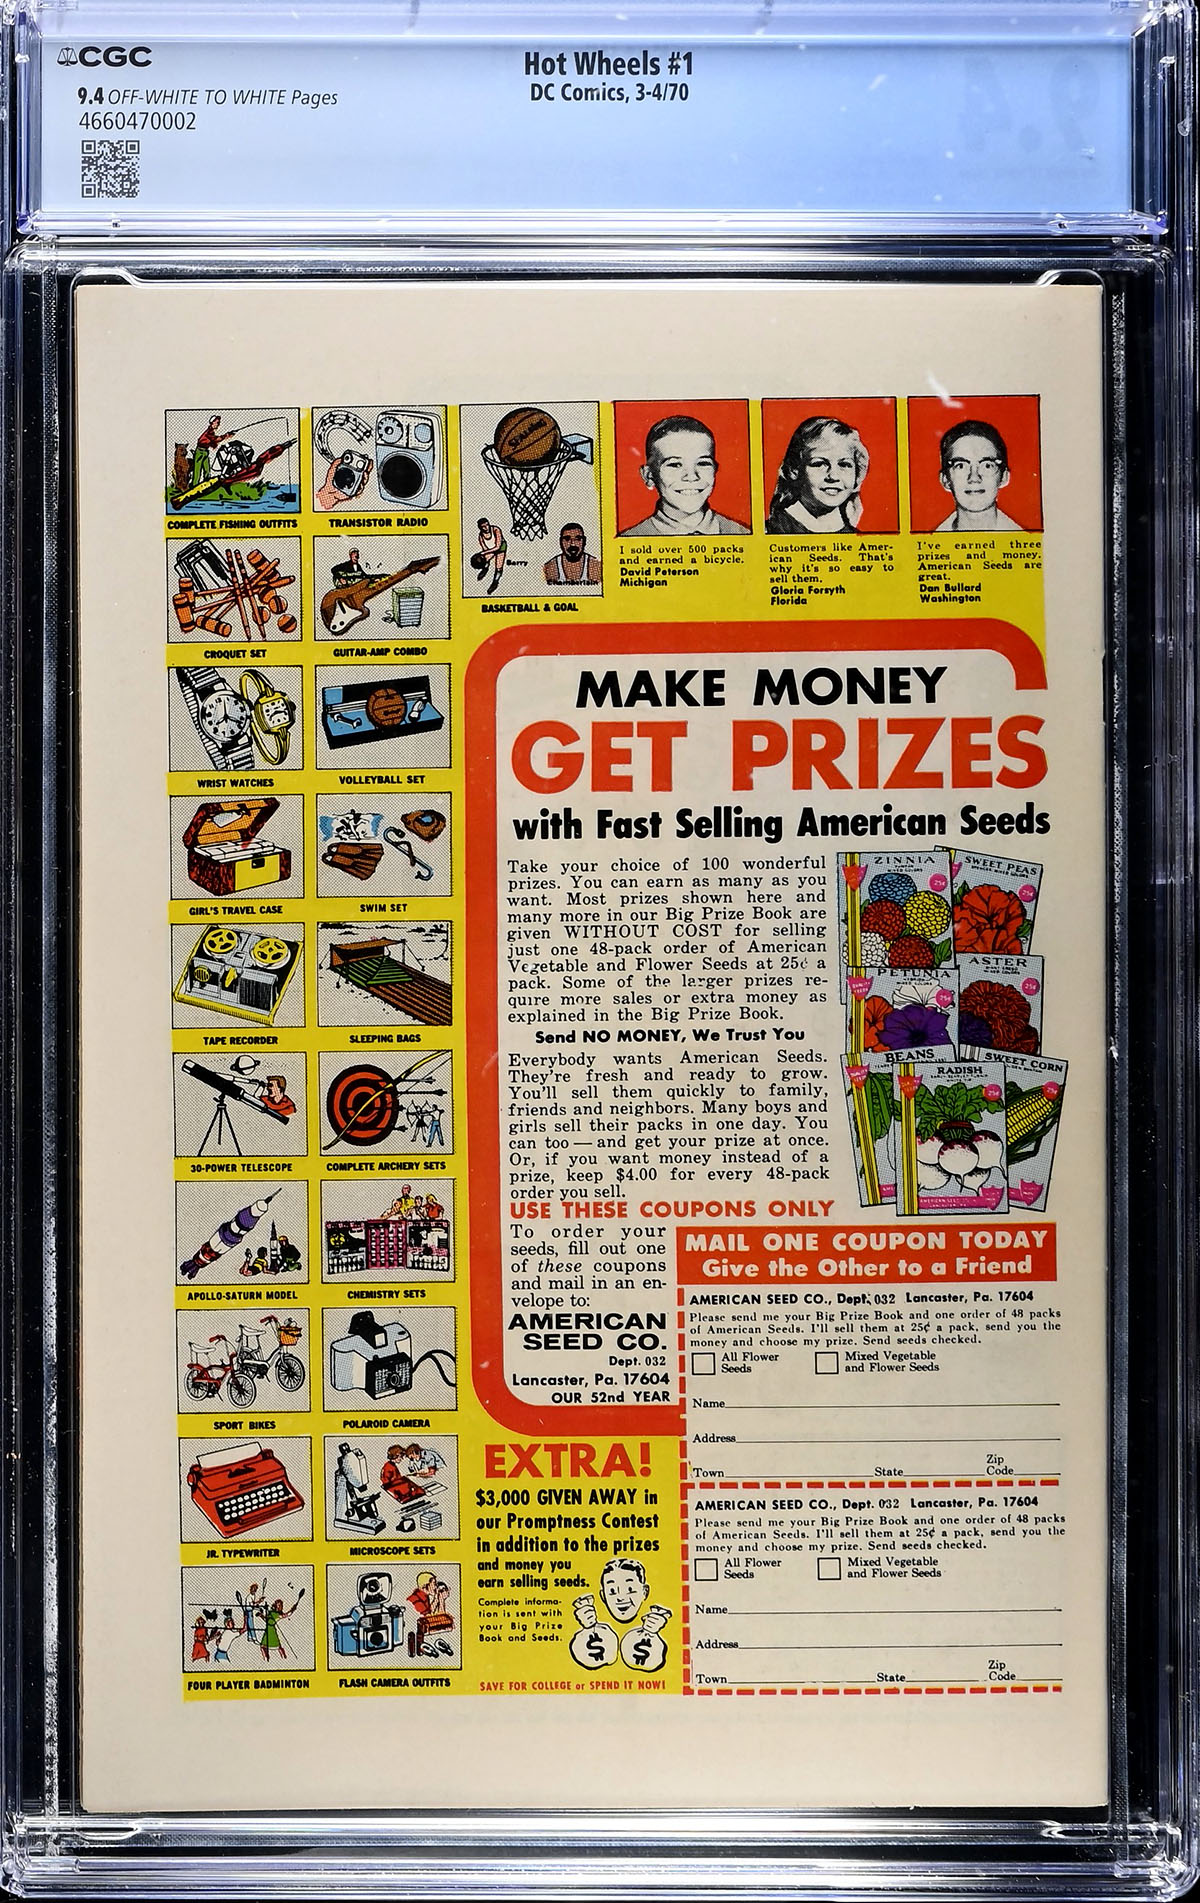 CGC
9.4 OFF-WHITE TO WHITE Pages
4660470002
Hot Wheels #1
DC Comics, 3-4/70
COMPLETE FISHING OUTFITS
TRANSISTOR RADIO
Barry
Chamberlain
BASKETBALL & GOAL
CROQUET SET
GUITAR-AMP COMBO
WRIST WATCHES
VOLLEYBALL SET
GIRL'S TRAVEL CASE
SWIM SET
TAPE RECORDER
SLEEPING BAGS
30-POWER TELESCOPE
COMPLETE ARCHERY SETS
APOLLO-SATURN MODEL
CHEMISTRY SETS
SPORT BIKES
POLAROID CAMERA
JR. TYPEWRITER
MICROSCOPE SETS
FOUR PLAYER BADMINTON
FLASH CAMERA OUTFITS
I sold over 500 packs
and earned a bicycle.
David Peterson
Michigan
Customers like Amer-
ican Seeds. That's
why it's so easy to
sell them.
Gloria Forsyth
Florida
I've earned three
prizes and money.
American Seeds are
great.
Dan Bullard
Washington
MAKE MONEY
GET PRIZES
with Fast Selling American Seeds
Take your choice of 100 wonderful
prizes. You can earn as many as you
want. Most prizes shown here and
many more in our Big Prize Book are
given WITHOUT COST for selling
just one 48-pack order of American
Vegetable and Flower Seeds at 25¢ a
pack. Some of the larger prizes re-
quire more sales or extra money as
explained in the Big Prize Book.
Send NO MONEY, We Trust You
Everybody wants American Seeds.
They're fresh and ready to grow.
You'll sell them quickly to family,
friends and neighbors. Many boys and
girls sell their packs in one day. You
can too — and get your prize at once.
Or, if you want money instead of a
prize, keep $4.00 for every 48-pack
order you sell.
USE THESE COUPONS ONLY
To order your
seeds, fill out one
of these coupons
and mail in an en-
velope to:
AMERICAN
SEED CO.
Dept. 032
Lancaster, Pa. 17604
OUR 52nd YEAR
ZINNIA
25¢
SWEET PEAS
25¢
PETUNIA
25¢
ASTER
25¢
BEANS
RADISH
25¢
SWEET CORN
MAIL ONE COUPON TODAY
Give the Other to a Friend
AMERICAN SEED CO., Dept. 032 Lancaster, Pa. 17604
Please send me your Big Prize Book and one order of 48 packs
of American Seeds. I'll sell them at 25¢ a pack, send you the
money and choose my prize. Send seeds checked.
All Flower
Seeds
Mixed Vegetable
and Flower Seeds
Name
Address
Town State Zip Code
AMERICAN SEED CO., Dept. 032 Lancaster, Pa. 17604
Please send me your Big Prize Book and one order of 48 packs
of American Seeds. I'll sell them at 25¢ a pack, send you the
money and choose my prize. Send seeds checked.
All Flower
Seeds
Mixed Vegetable
and Flower Seeds
Name
Address
Town State Zip Code
EXTRA!
$3,000 GIVEN AWAY in
our Promptness Contest
in addition to the prizes
and money you
earn selling seeds.
Complete informa-
tion is sent with
your Big Prize
Book and Seeds.
$ $
SAVE FOR COLLEGE or SPEND IT NOW!